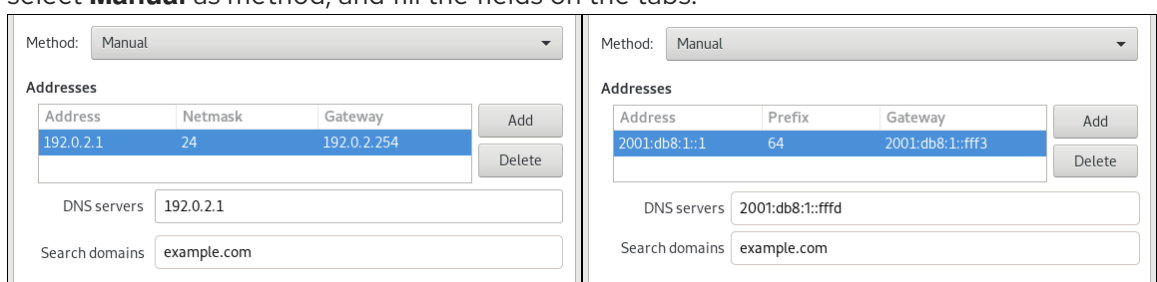 select Manual as method, and fill the fields on the tabs:
Method: Manual
Addresses
Address Netmask Gateway
192.0.2.1 24 192.0.2.254
Add
Delete
DNS servers 192.0.2.1
Search domains example.com
Method: Manual
Addresses
Address Prefix Gateway
2001:db8:1::1 64 2001:db8:1::fff3
Add
Delete
DNS servers 2001:db8:1::fffd
Search domains example.com